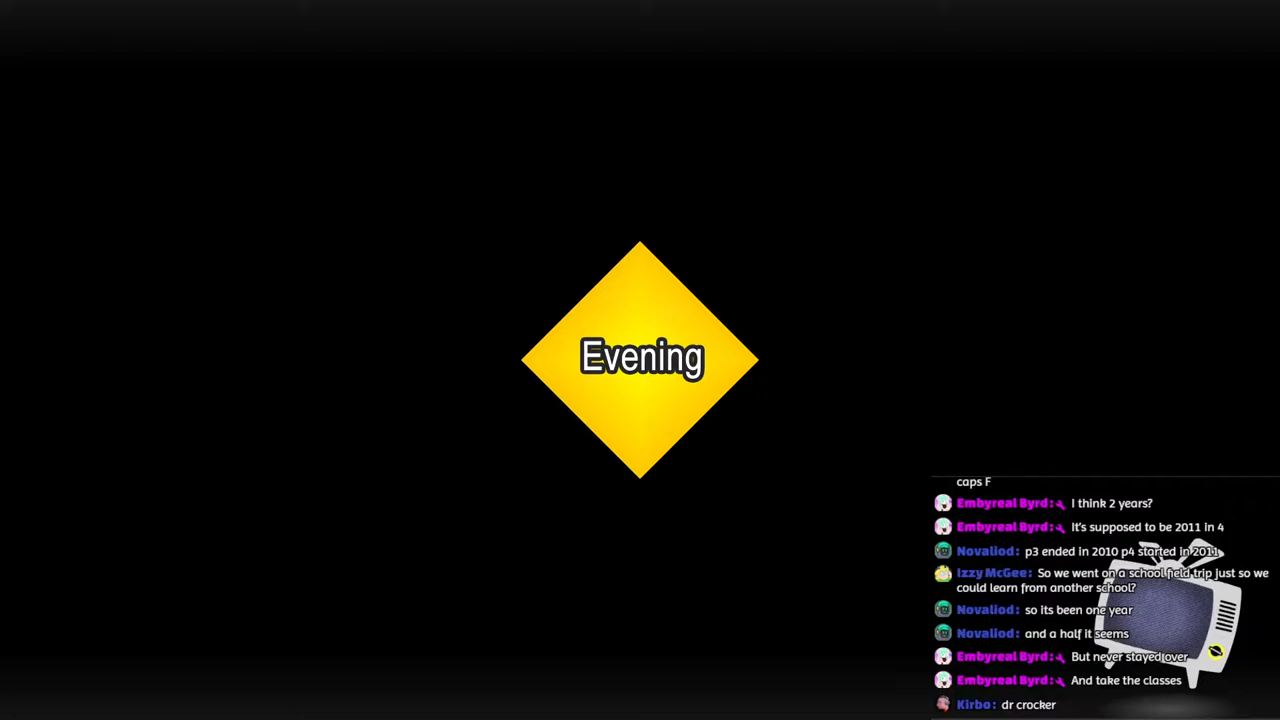 Evening
caps F
Embyreal Byrd: I think 2 years?
Embyreal Byrd: It's supposed to be 2011 in 4
Novaliod: p3 ended in 2010 p4 started in 2011
Izzy McGee: So we went on a school field trip just so we
could learn from another school?
Novaliod: so its been one year
Novaliod: and a half it seems
Embyreal Byrd: But never stayed over
Embyreal Byrd: And take the classes
Kirbo: dr crocker